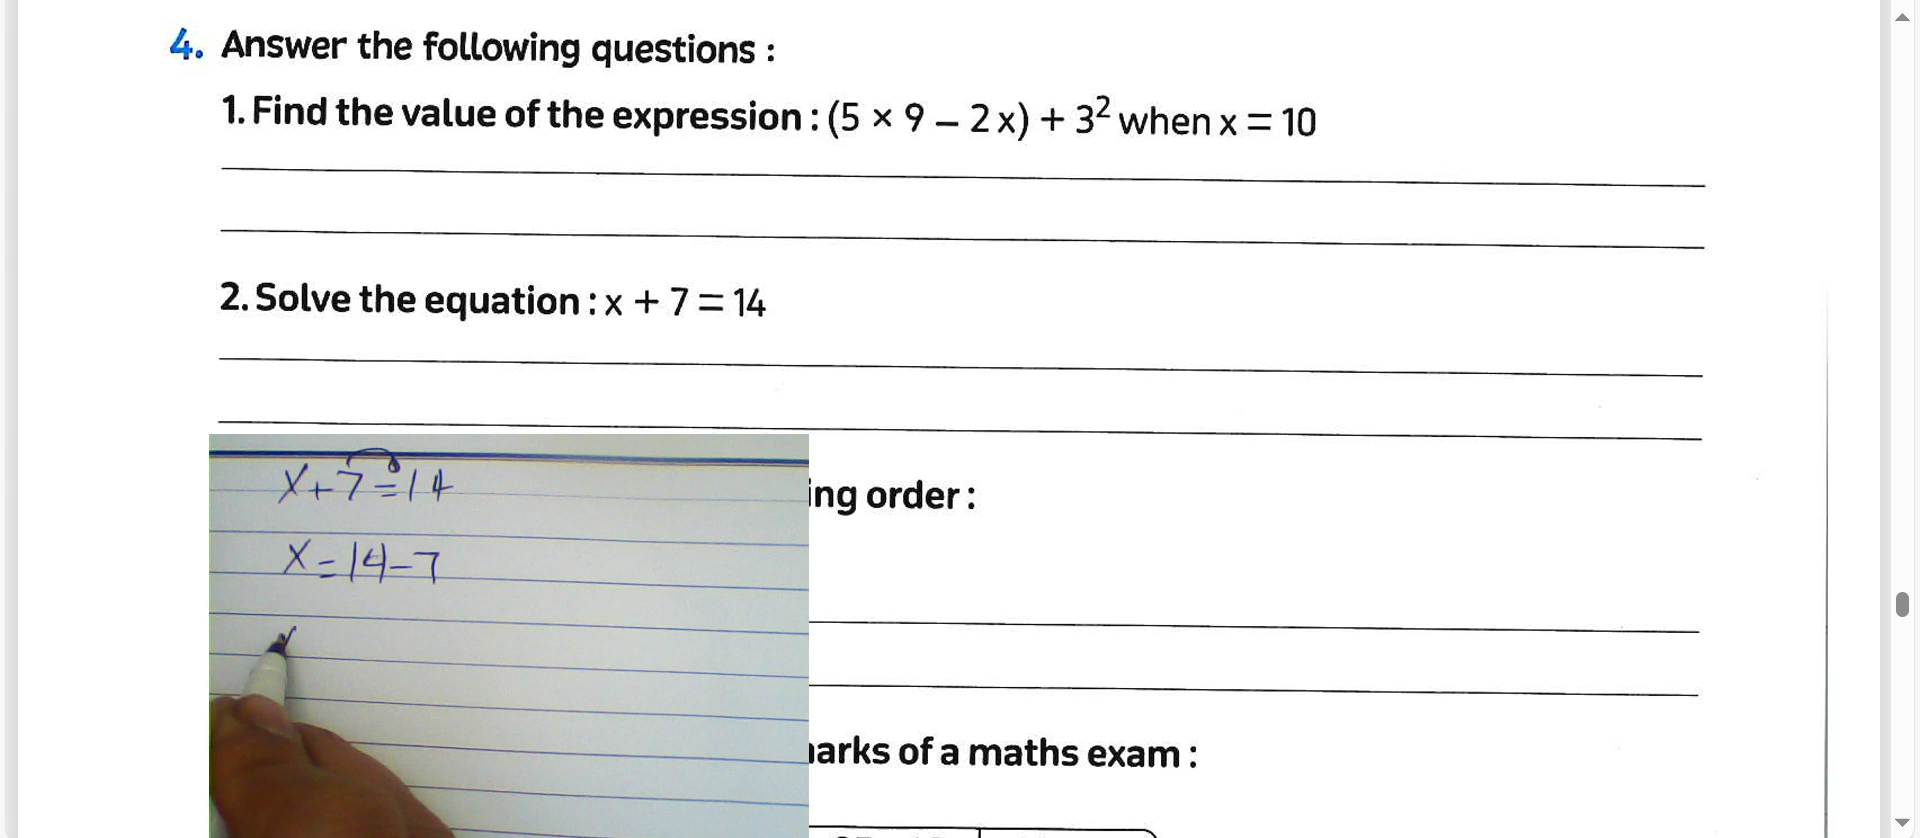 4. Answer the following questions :
1. Find the value of the expression : (5 × 9 – 2x) + 3² when x = 10
2. Solve the equation : x + 7 = 14
x+7=14
x=14-7
ing order :
arks of a maths exam :